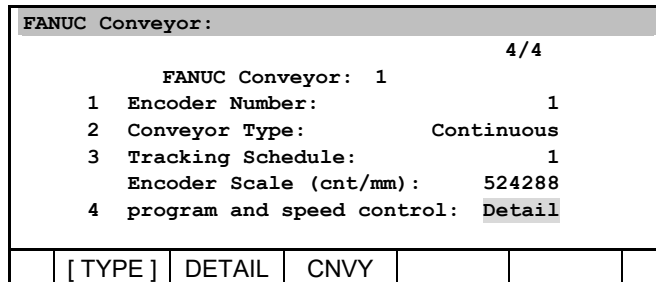 FANUC Conveyor:
4/4
FANUC Conveyor: 1
1 Encoder Number: 1
2 Conveyor Type: Continuous
3 Tracking Schedule: 1
Encoder Scale (cnt/mm): 524288
4 program and speed control: Detail
[ TYPE ] DETAIL CNVY